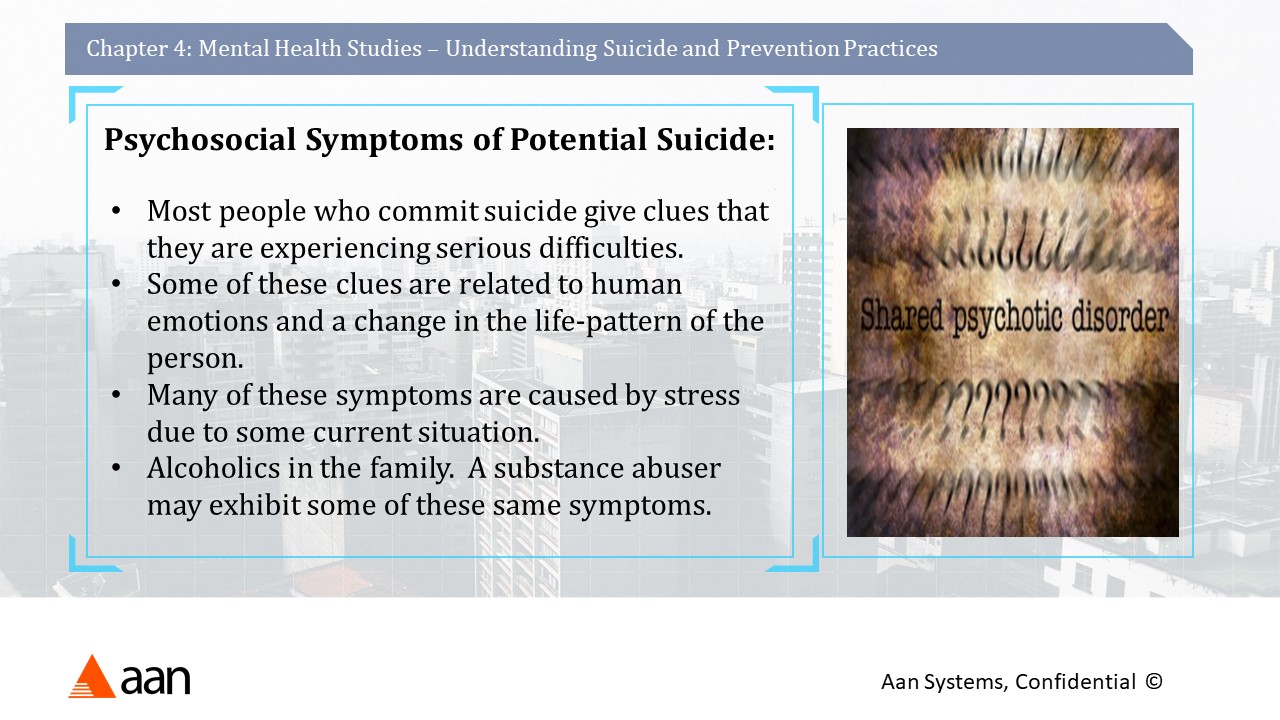 Chapter 4: Mental Health Studies – Understanding Suicide and Prevention Practices
Psychosocial Symptoms of Potential Suicide:
• Most people who commit suicide give clues that
they are experiencing serious difficulties.
• Some of these clues are related to human
emotions and a change in the life-pattern of the
person.
• Many of these symptoms are caused by stress
due to some current situation.
• Alcoholics in the family.  A substance abuser
may exhibit some of these same symptoms.
Shared psychotic disorder
aan
Aan Systems, Confidential ©